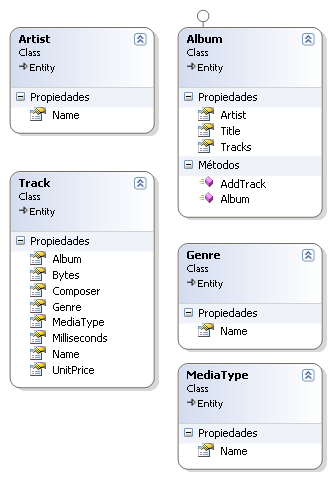 Artist
Class
Entity
Propiedades
Name
Album
Class
Entity
Propiedades
Artist
Title
Tracks
Métodos
AddTrack
Album
Track
Class
Entity
Propiedades
Album
Bytes
Composer
Genre
MediaType
Milliseconds
Name
UnitPrice
Genre
Class
Entity
Propiedades
Name
MediaType
Class
Entity
Propiedades
Name